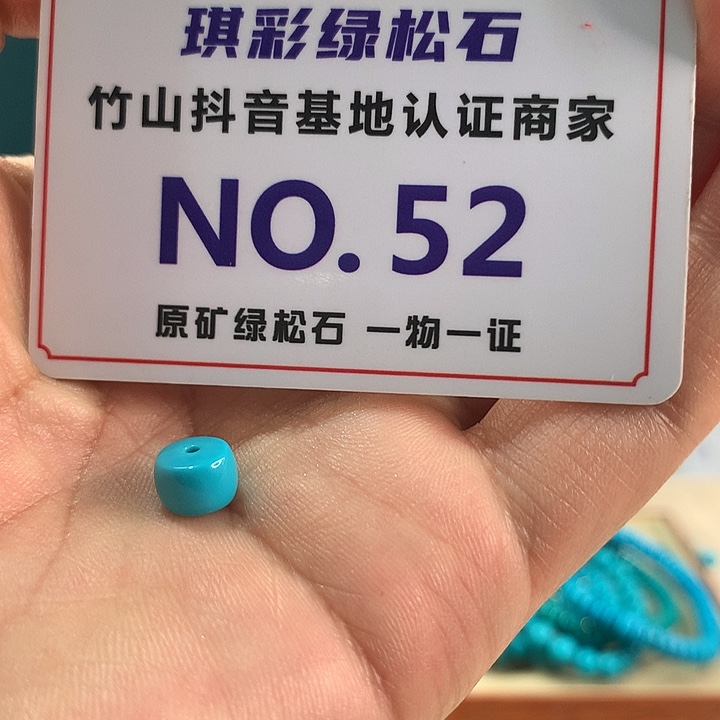 琪彩绿松石
竹山抖音基地认证商家
NO. 52
原矿绿松石 一物一证